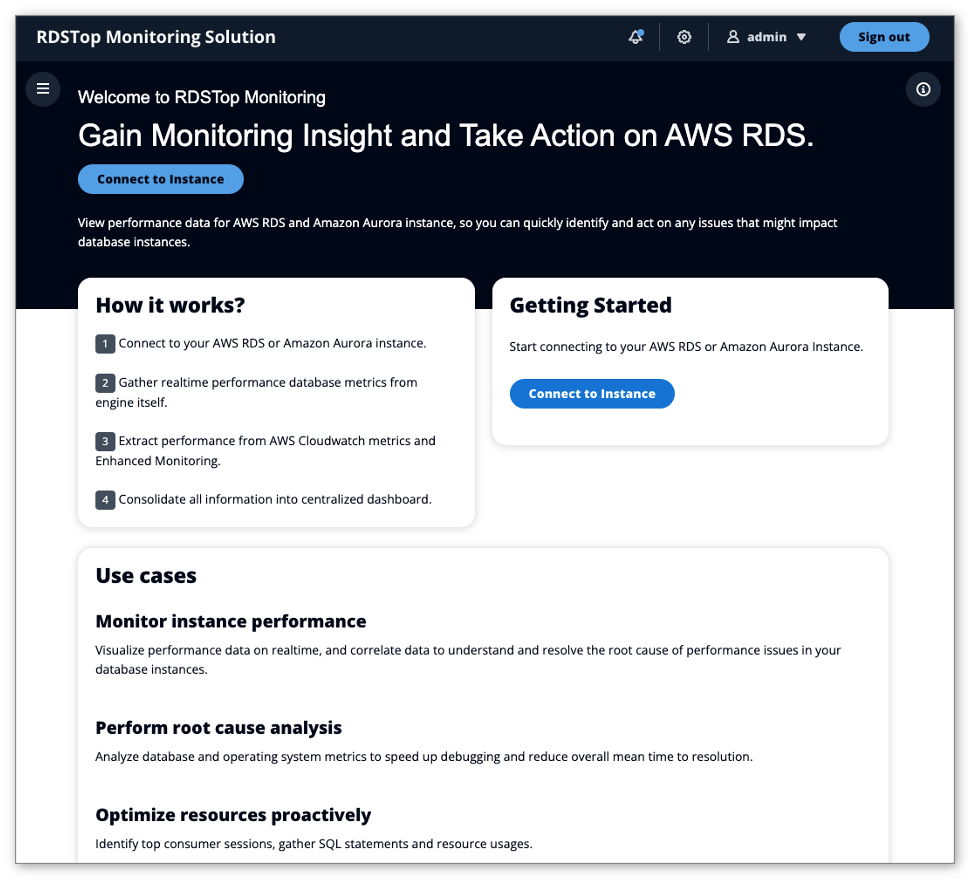 RDSTop Monitoring Solution
admin
Sign out
Welcome to RDSTop Monitoring
Gain Monitoring Insight and Take Action on AWS RDS.
Connect to Instance
View performance data for AWS RDS and Amazon Aurora instance, so you can quickly identify and act on any issues that might impact
database instances.
How it works?
1 Connect to your AWS RDS or Amazon Aurora instance.
2 Gather realtime performance database metrics from
engine itself.
3 Extract performance from AWS Cloudwatch metrics and
Enhanced Monitoring.
4 Consolidate all information into centralized dashboard.
Getting Started
Start connecting to your AWS RDS or Amazon Aurora Instance.
Connect to Instance
Use cases
Monitor instance performance
Visualize performance data on realtime, and correlate data to understand and resolve the root cause of performance issues in your
database instances.
Perform root cause analysis
Analyze database and operating system metrics to speed up debugging and reduce overall mean time to resolution.
Optimize resources proactively
Identify top consumer sessions, gather SQL statements and resource usages.